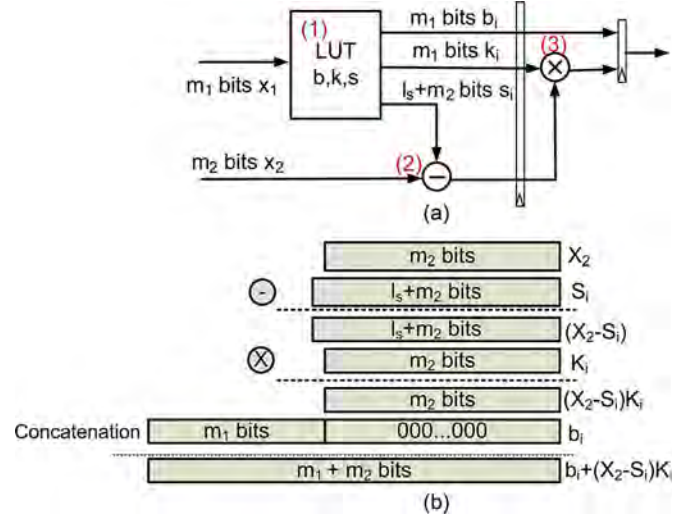 (1)
LUT
b,k,s
m₁ bits bᵢ
m₁ bits kᵢ
(3)
lₛ+m₂ bits sᵢ
m₁ bits x₁
m₂ bits x₂
(2)
(a)
m₂ bits X₂
- lₛ+m₂ bits Sᵢ
lₛ+m₂ bits (X₂-Sᵢ)
X m₂ bits Kᵢ
m₂ bits (X₂-Sᵢ)Kᵢ
Concatenation m₁ bits 000...000 bᵢ
m₁ + m₂ bits bᵢ+(X₂-Sᵢ)Kᵢ
(b)